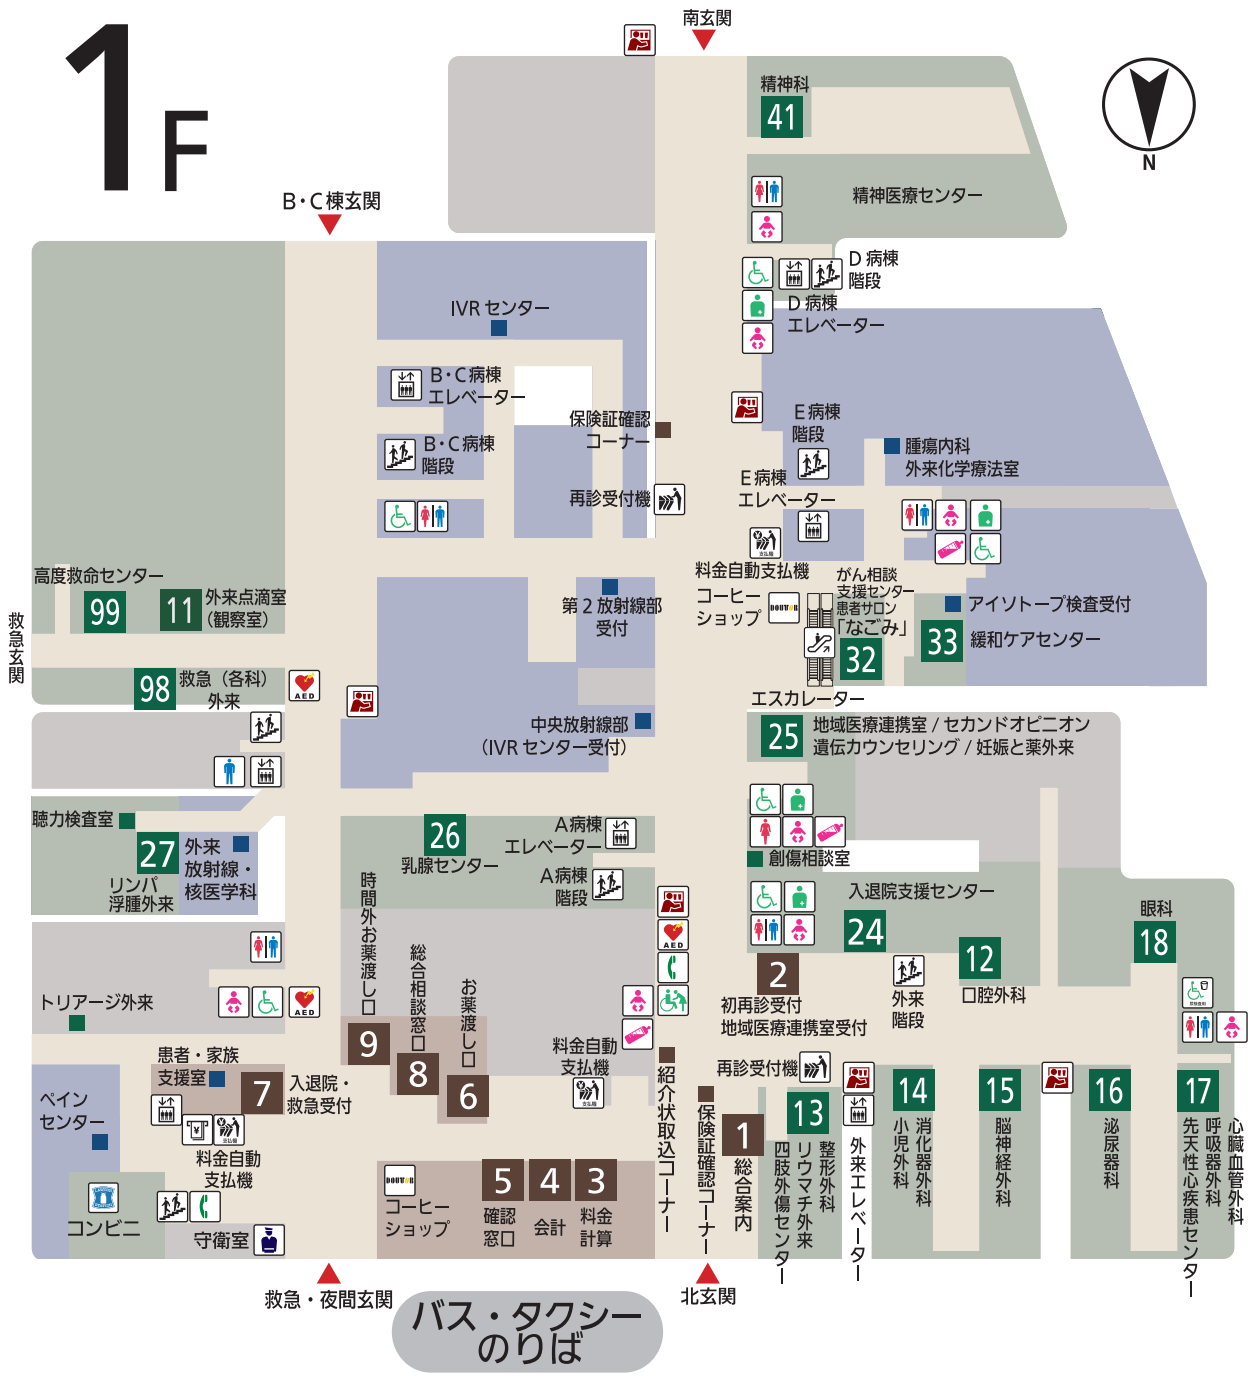 1F
南玄関
N
精神科
41
精神医療センター
B・C棟玄関
D病棟
階段
D病棟
エレベーター
IVRセンター
B・C病棟
エレベーター
B・C病棟
階段
保険証確認
コーナー
再診受付機
E病棟
階段
E病棟
エレベーター
腫瘍内科
外来化学療法室
支払機
料金自動支払機
コーヒー
ショップ
DOUTOR
がん相談
支援センター
患者サロン
「なごみ」
32
アイソトープ検査受付
33
緩和ケアセンター
エスカレーター
高度救命センター
99
11
外来点滴室
(観察室)
救急玄関
98
救急(各科)
外来
AED
第2放射線部
受付
中央放射線部
(IVRセンター受付)
25
地域医療連携室/セカンドオピニオン
遺伝カウンセリング/妊娠と薬外来
聴力検査室
27
リンパ
浮腫外来
外来
放射線・
核医学科
26
乳腺センター
A病棟
エレベーター
A病棟
階段
創傷相談室
入退院支援センター
24
12
口腔外科
眼科
18
2
初再診受付
地域医療連携室受付
外来
階段
AED
トリアージ外来
AED
時間外お薬渡し口
9
総合相談窓口
8
お薬渡し口
6
料金自動
支払機
支払機
患者・家族
支援室
7
入退院・
救急受付
ペイン
センター
支払機
料金自動
支払機
コンビニ
守衛室
DOUTOR
コーヒー
ショップ
5
確認
窓口
4
会計
3
料金
計算
紹介状取込コーナー
保険証確認コーナー
再診受付機
1
総合案内
13
整形外科
リウマチ外来
四肢外傷センター
外来エレベーター
14
消化器外科
小児外科
15
脳神経外科
16
泌尿器科
17
心臓血管外科
呼吸器外科
先天性心疾患センター
救急・夜間玄関
北玄関
バス・タクシー
のりば